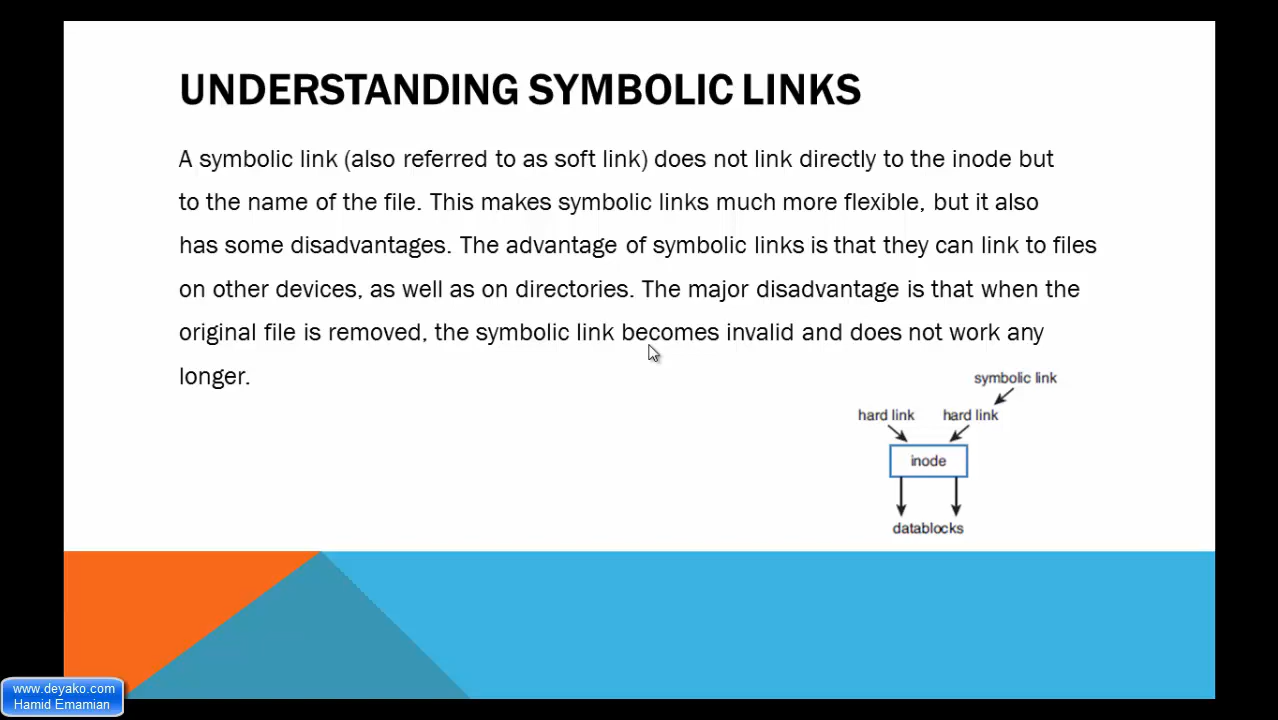 UNDERSTANDING SYMBOLIC LINKS
A symbolic link (also referred to as soft link) does not link directly to the inode but
to the name of the file. This makes symbolic links much more flexible, but it also
has some disadvantages. The advantage of symbolic links is that they can link to files
on other devices, as well as on directories. The major disadvantage is that when the
original file is removed, the symbolic link becomes invalid and does not work any
longer.
symbolic link
hard link hard link
inode
datablocks
www.deyako.com
Hamid Emamian